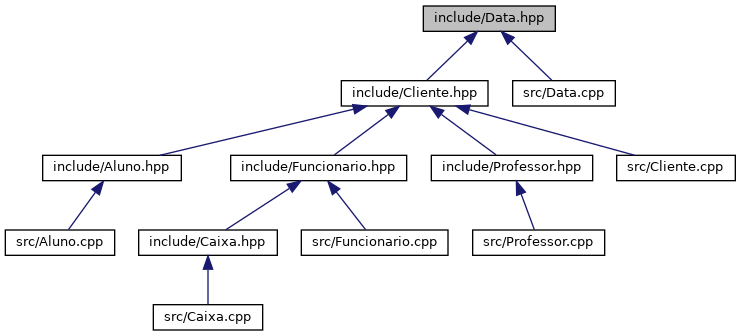 include/Data.hpp
include/Cliente.hpp
src/Data.cpp
include/Aluno.hpp
include/Funcionario.hpp
include/Professor.hpp
src/Cliente.cpp
src/Aluno.cpp
include/Caixa.hpp
src/Funcionario.cpp
src/Professor.cpp
src/Caixa.cpp